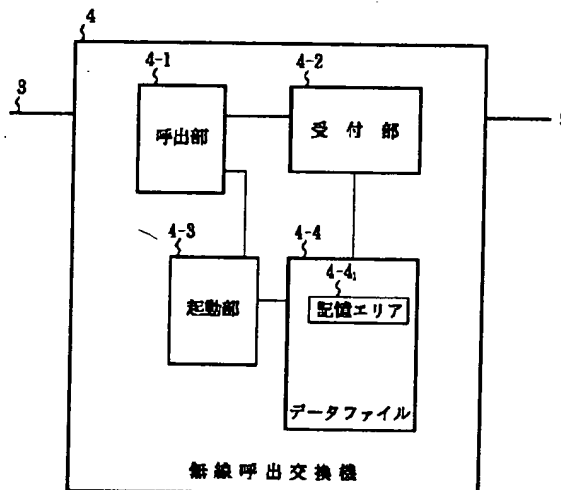 4
3
4-1
4-2
呼出部
受付部
4-3
4-4
4-4₁
起動部
記憶エリア
データファイル
無線呼出交換機